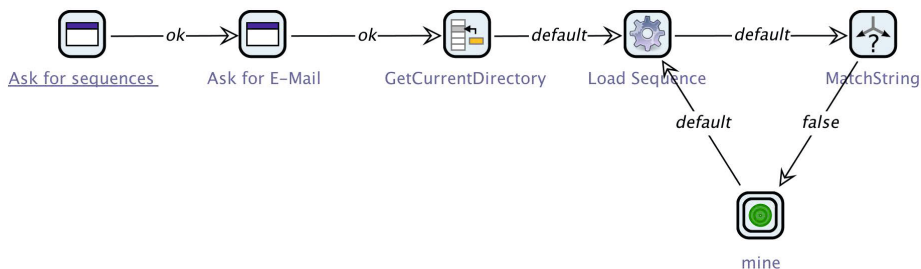 ok
ok
default
default
Ask for sequences
Ask for E-Mail
GetCurrentDirectory
Load Sequence
MatchString
?
default
false
mine